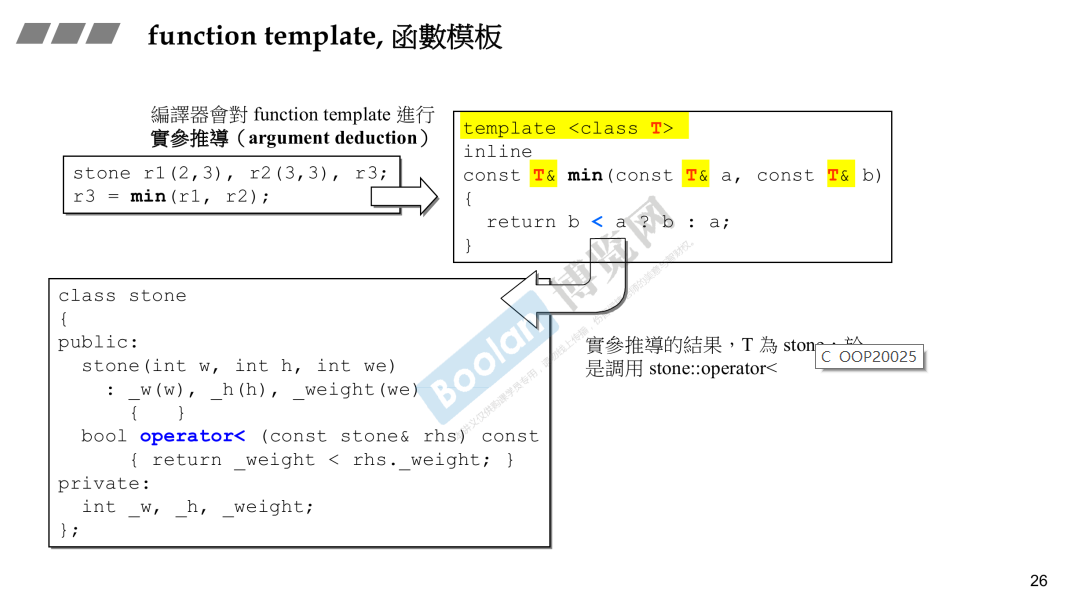 function template, 函數模板
編譯器會對 function template 進行
實參推導（argument deduction）
stone r1(2,3), r2(3,3), r3;
r3 = min(r1, r2);
template <class T>
inline
const T& min(const T& a, const T& b)
{
  return b < a ? b : a;
}
class stone
{
public:
  stone(int w, int h, int we)
    : _w(w), _h(h), _weight(we)
      {   }
  bool operator< (const stone& rhs) const
      { return _weight < rhs._weight; }
private:
  int _w, _h, _weight;
};
實參推導的結果，T 為 stone，於
是調用 stone::operator<
C OOP20025
Boolan 博览网
26